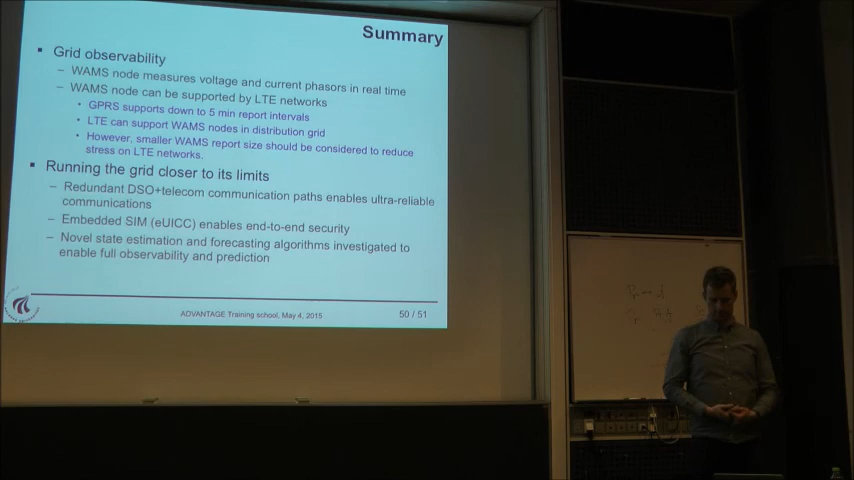 Summary
▪ Grid observability
– WAMS node measures voltage and current phasors in real time
– WAMS node can be supported by LTE networks
• GPRS supports down to 5 min report intervals
• LTE can support WAMS nodes in distribution grid
• However, smaller WAMS report size should be considered to reduce
stress on LTE networks.
▪ Running the grid closer to its limits
– Redundant DSO+telecom communication paths enables ultra-reliable
communications
– Embedded SIM (eUICC) enables end-to-end security
– Novel state estimation and forecasting algorithms investigated to
enable full observability and prediction
ADVANTAGE Training school, May 4, 2015
50 / 51